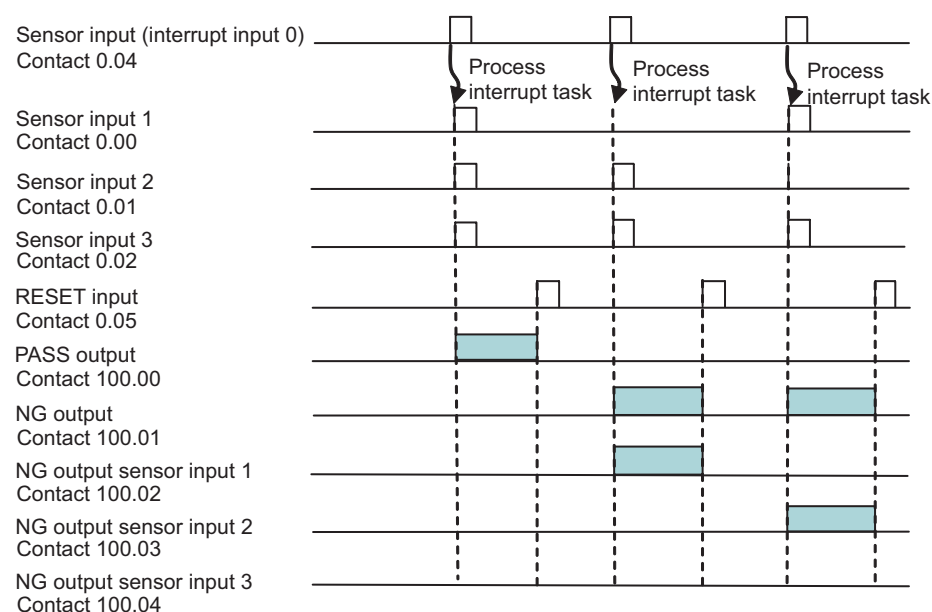 Sensor input (interrupt input 0)
Contact 0.04
Process
interrupt task
Process
interrupt task
Process
interrupt task
Sensor input 1
Contact 0.00
Sensor input 2
Contact 0.01
Sensor input 3
Contact 0.02
RESET input
Contact 0.05
PASS output
Contact 100.00
NG output
Contact 100.01
NG output sensor input 1
Contact 100.02
NG output sensor input 2
Contact 100.03
NG output sensor input 3
Contact 100.04